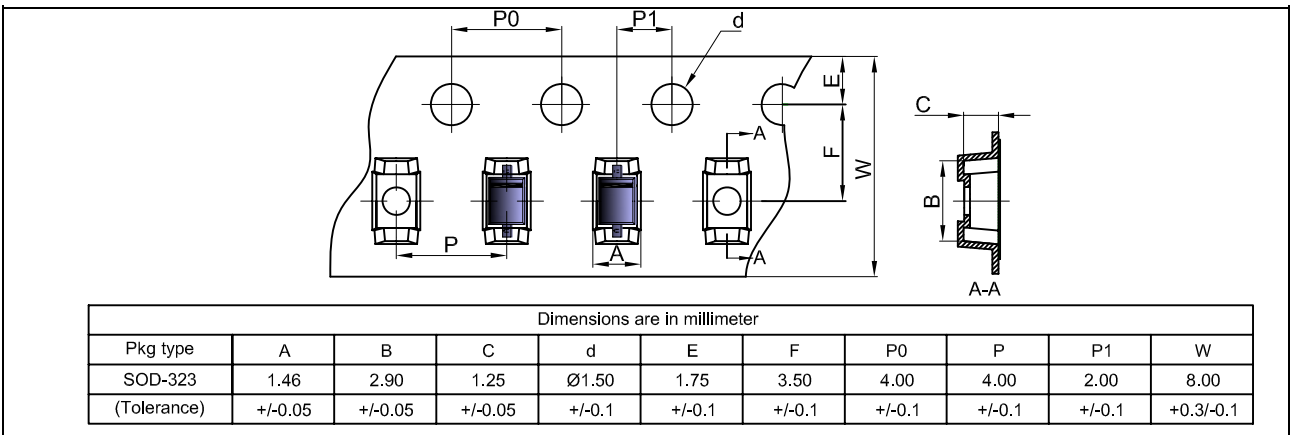 P0 P1 d
E
C
A
F W
B
P A
A
A-A
Dimensions are in millimeter
Pkg type A B C d E F P0 P P1 W
SOD-323 1.46 2.90 1.25 Ø1.50 1.75 3.50 4.00 4.00 2.00 8.00
(Tolerance) +/-0.05 +/-0.05 +/-0.05 +/-0.1 +/-0.1 +/-0.1 +/-0.1 +/-0.1 +/-0.1 +0.3/-0.1